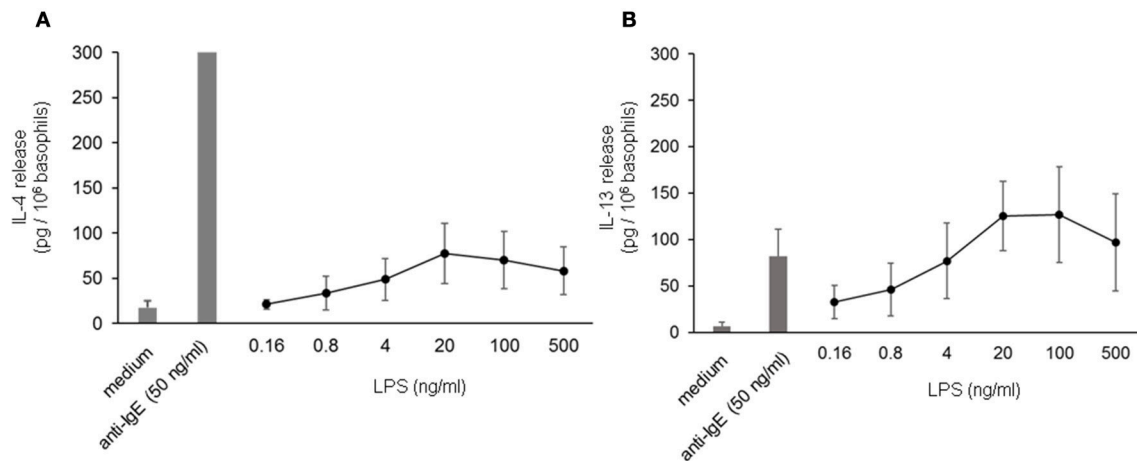 A
IL-4 release
(pg / 10⁶ basophils)
300
250
200
150
100
50
0
medium
anti-IgE (50 ng/ml)
0.16 0.8 4 20 100 500
LPS (ng/ml)
B
IL-13 release
(pg / 10⁶ basophils)
300
250
200
150
100
50
0
medium
anti-IgE (50 ng/ml)
0.16 0.8 4 20 100 500
LPS (ng/ml)